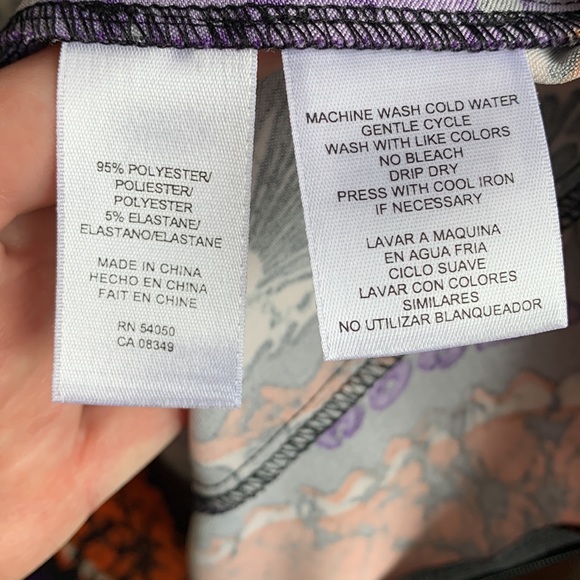 95% POLYESTER/
POLIESTER/
POLYESTER
5% ELASTANE/
ELASTANO/ELASTANE
MADE IN CHINA
HECHO EN CHINA
FAIT EN CHINE
RN 54050
CA 08349
MACHINE WASH COLD WATER
GENTLE CYCLE
WASH WITH LIKE COLORS
NO BLEACH
DRIP DRY
PRESS WITH COOL IRON
IF NECESSARY
LAVAR A MAQUINA
EN AGUA FRIA
CICLO SUAVE
LAVAR CON COLORES
SIMILARES
NO UTILIZAR BLANQUEADOR